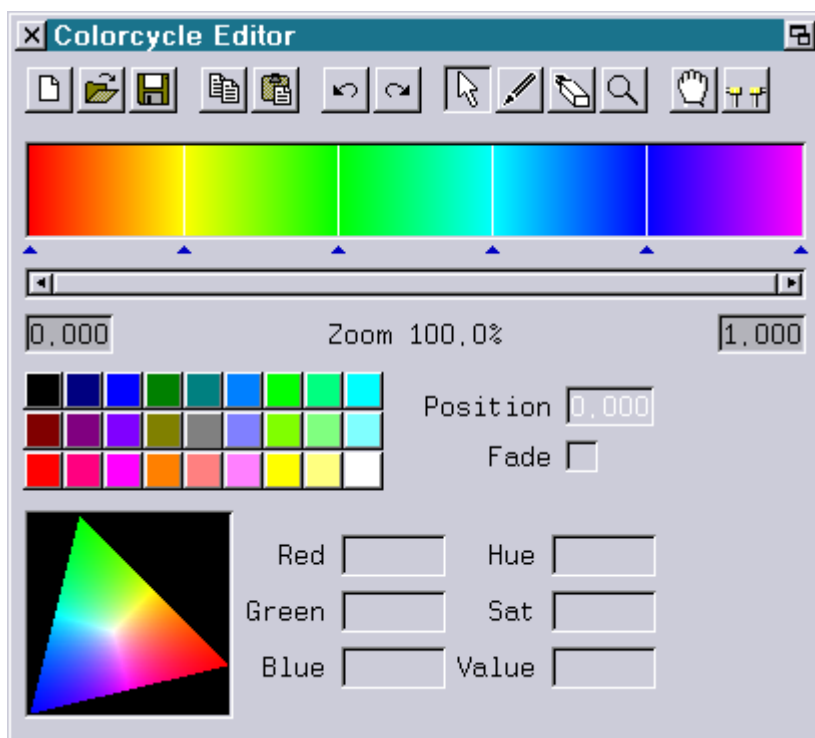 Colorcycle Editor
0,000 Zoom 100,0% 1,000
Position 0,000
Fade
Red Hue
Green Sat
Blue Value